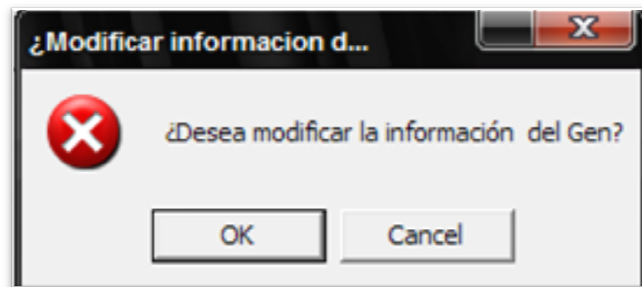 ¿Modificar informacion d...
¿Desea modificar la información  del Gen?
OK
Cancel